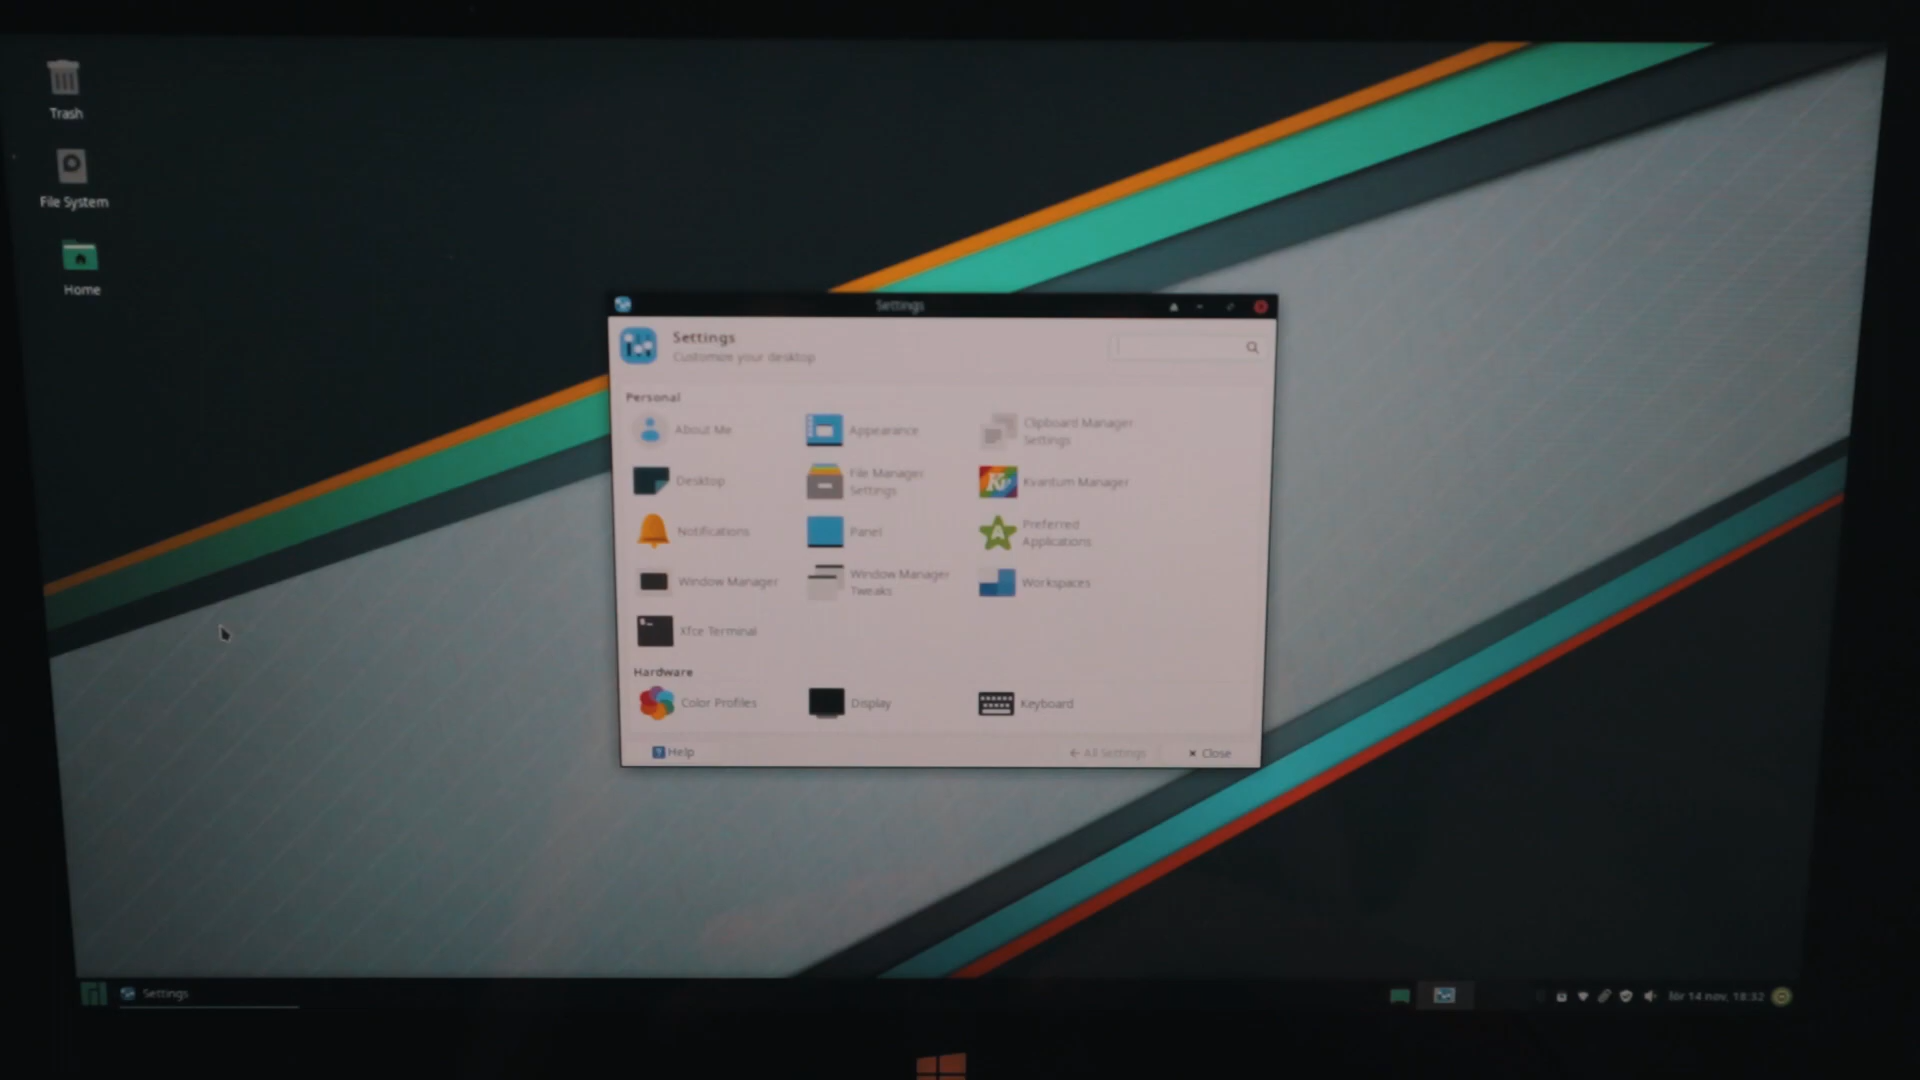 Trash
File System
Home
Settings
Settings
Customize your desktop
Personal
About Me
Appearance
Clipboard Manager
Settings
Desktop
File Manager
Settings
Kvantum Manager
Notifications
Panel
Preferred
Applications
Window Manager
Window Manager
Tweaks
Workspaces
Xfce Terminal
Hardware
Color Profiles
Display
Keyboard
Help
All Settings
Close
Settings
lör 14 nov, 18:32